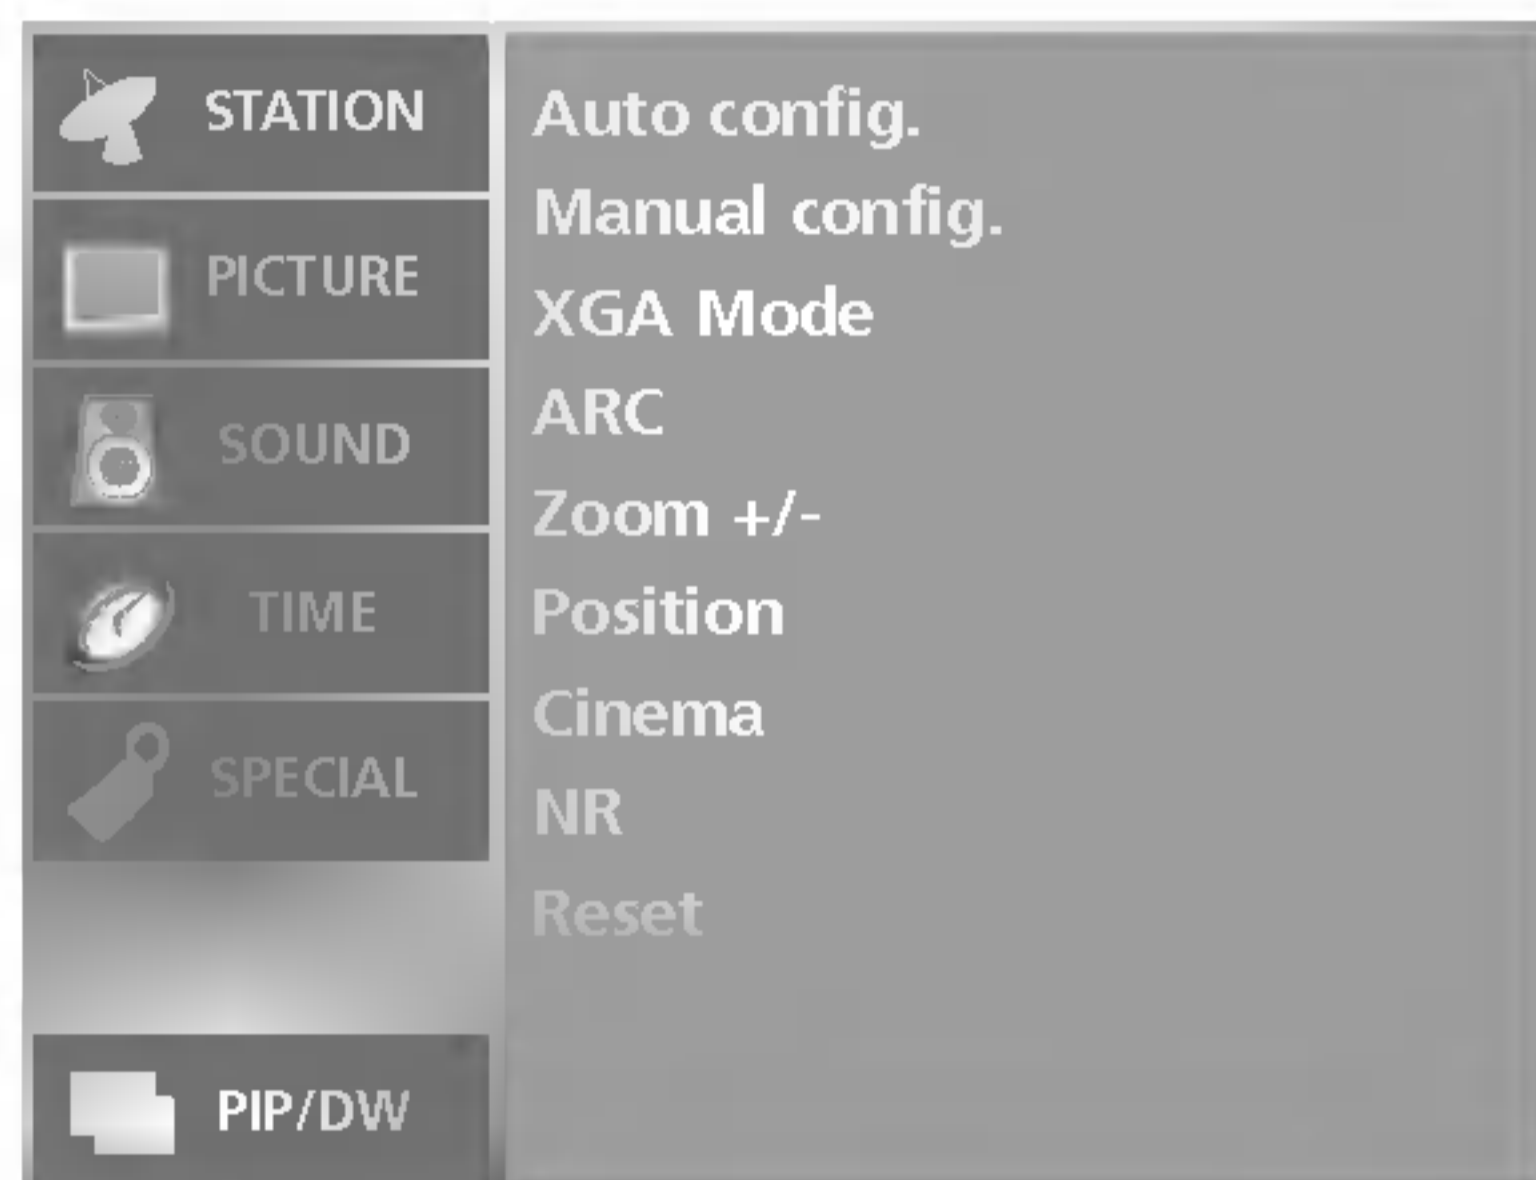 STATION
PICTURE
SOUND
TIME
SPECIAL
PIP/DW
Auto config.
Manual config.
XGA Mode
ARC
Zoom +/-
Position
Cinema
NR
Reset